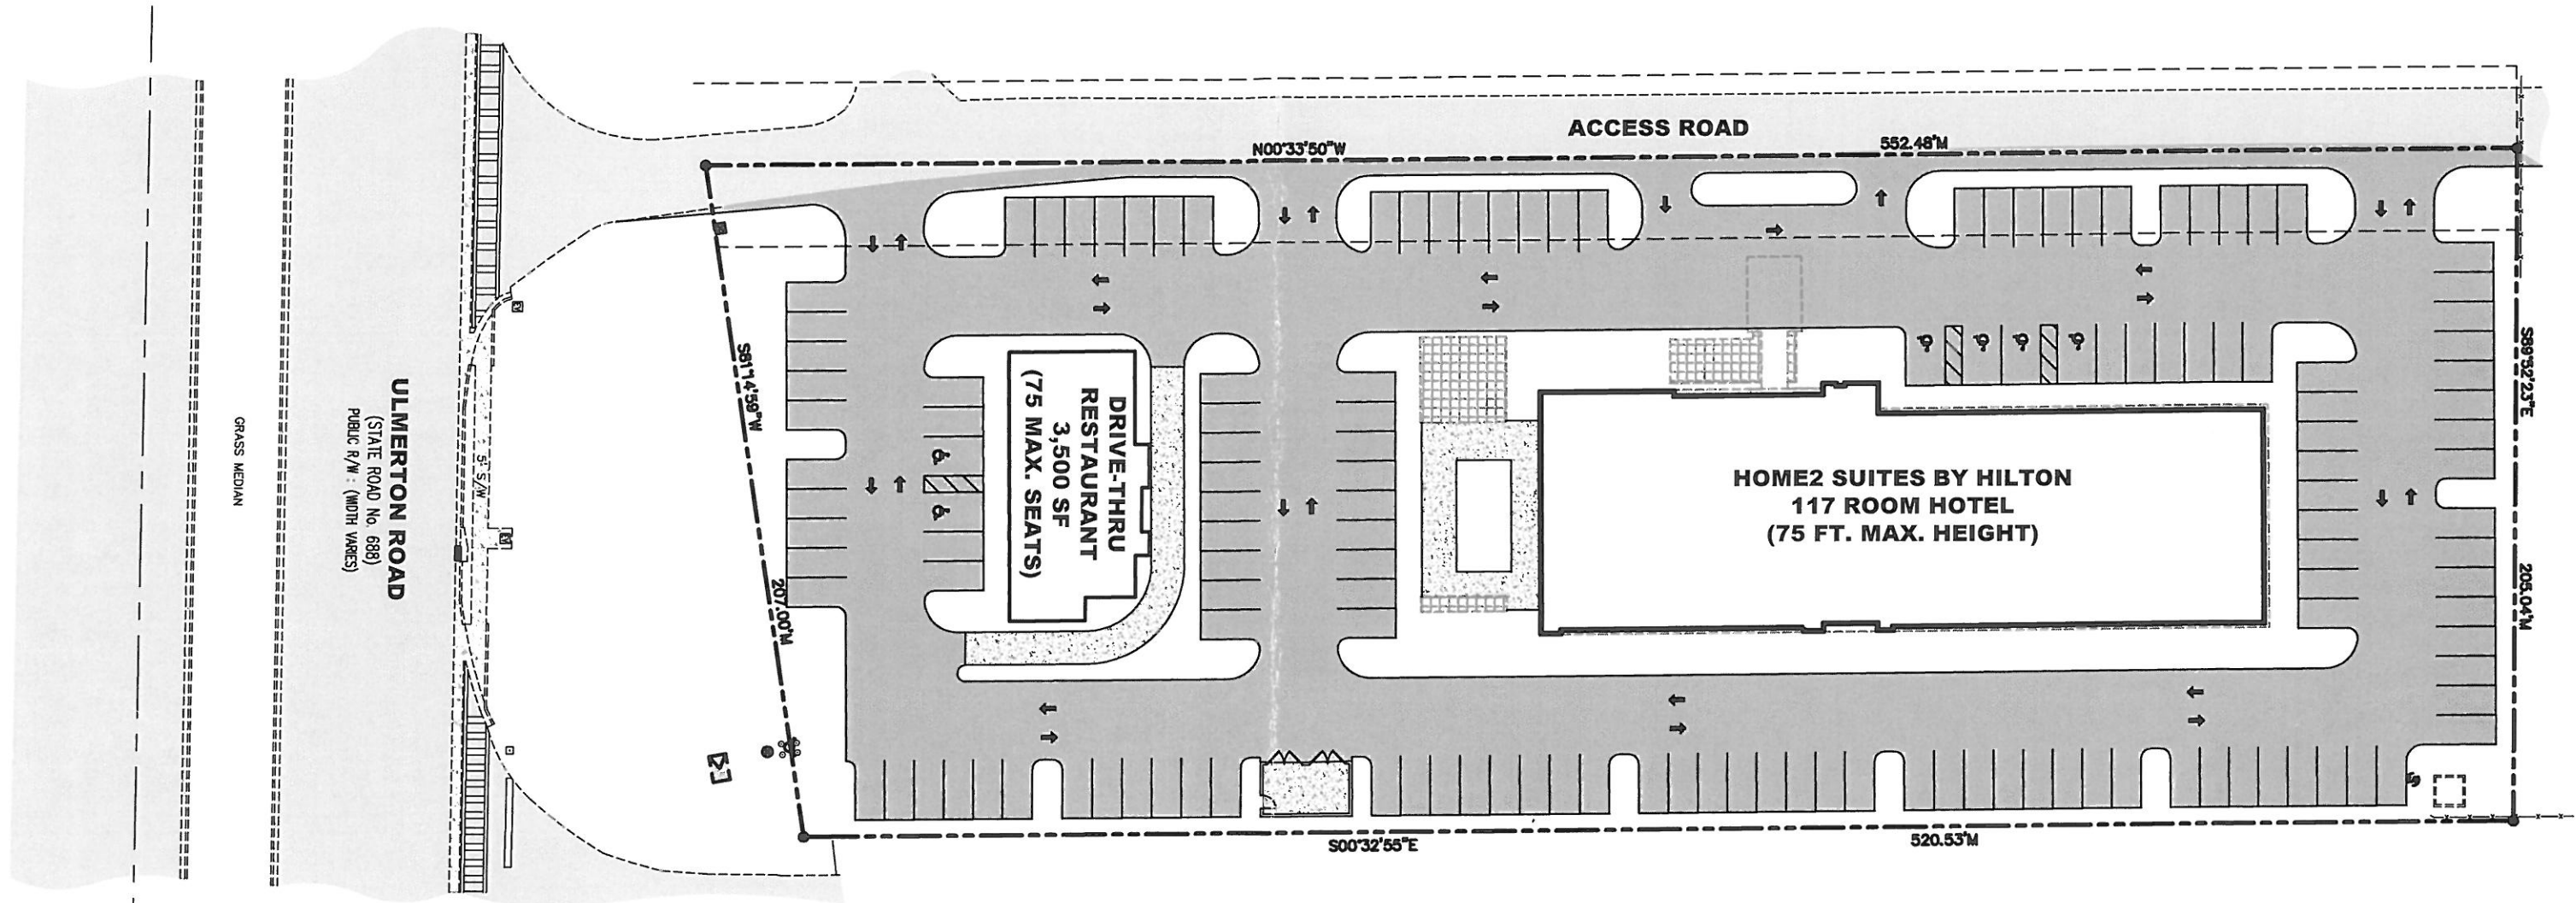 ACCESS ROAD
N00°33'50"W
552.48'M
S89°52'23"E
205.04'M
S81°14'59"W
207.00'M
DRIVE-THRU
RESTAURANT
3,500 SF
(75 MAX. SEATS)
HOME2 SUITES BY HILTON
117 ROOM HOTEL
(75 FT. MAX. HEIGHT)
ULMERTON ROAD
(STATE ROAD No. 688)
PUBLIC R/W : (WIDTH VARIES)
GRASS MEDIAN
5' S/W
S00°32'55"E
520.53'M